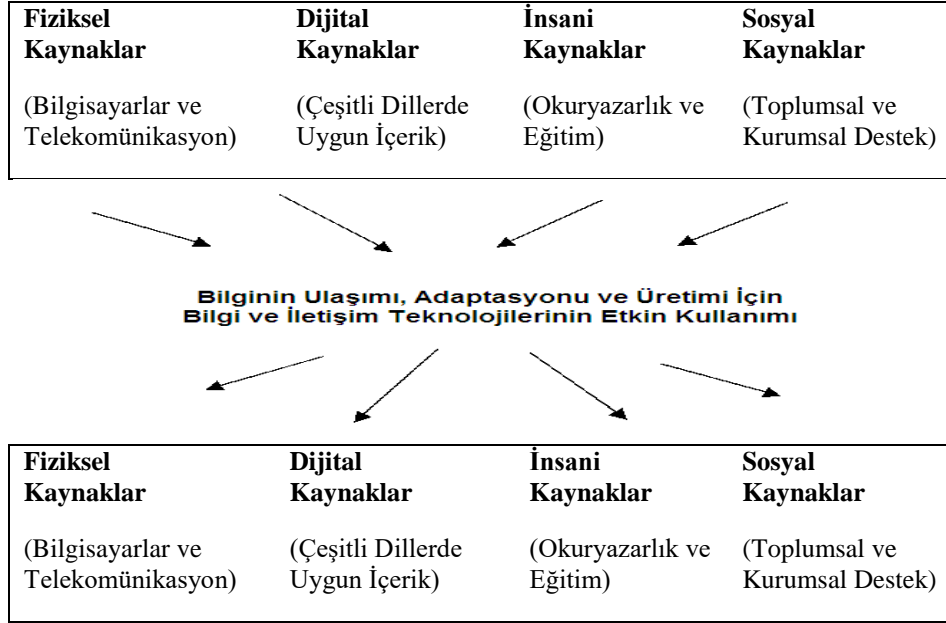 Fiziksel Dijital İnsani Sosyal
Kaynaklar Kaynaklar Kaynaklar Kaynaklar
(Bilgisayarlar ve (Çeşitli Dillerde (Okuryazarlık ve (Toplumsal ve
Telekomünikasyon) Uygun İçerik) Eğitim) Kurumsal Destek)
Bilginin Ulaşımı, Adaptasyonu ve Üretimi İçin
Bilgi ve İletişim Teknolojilerinin Etkin Kullanımı
Fiziksel Dijital İnsani Sosyal
Kaynaklar Kaynaklar Kaynaklar Kaynaklar
(Bilgisayarlar ve (Çeşitli Dillerde (Okuryazarlık ve (Toplumsal ve
Telekomünikasyon) Uygun İçerik) Eğitim) Kurumsal Destek)